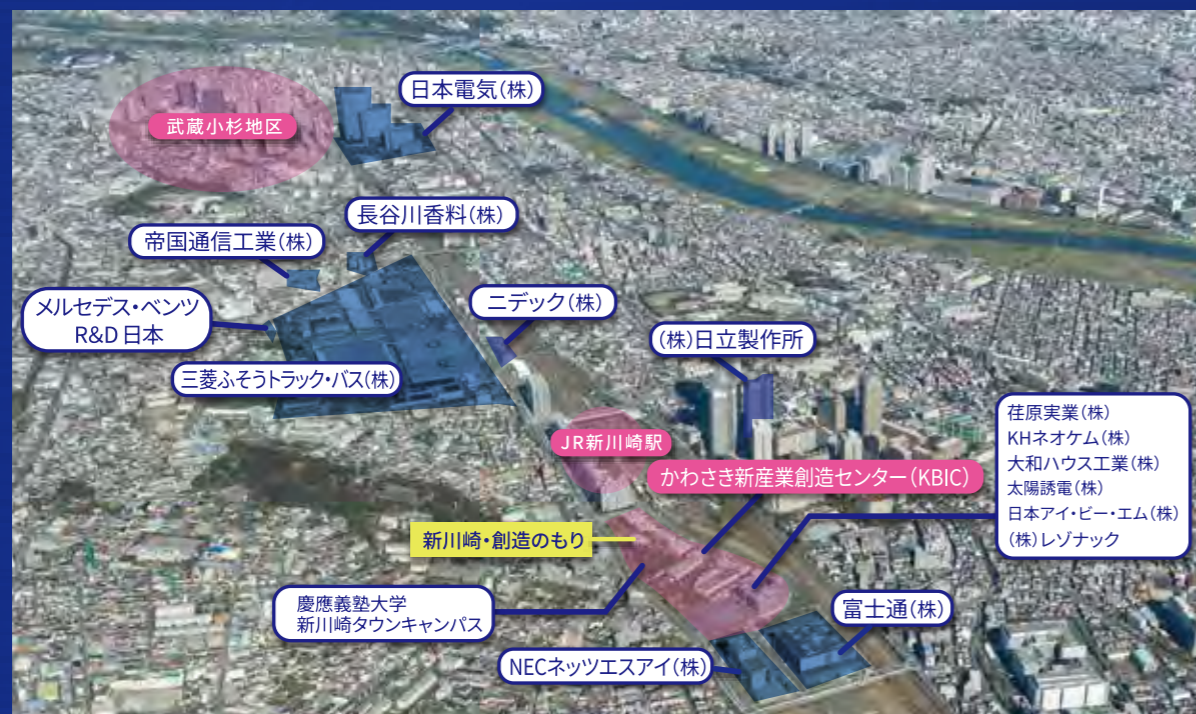 日本電気(株)
武蔵小杉地区
長谷川香料(株)
帝国通信工業(株)
メルセデス・ベンツ
R&D 日本
ニデック(株)
(株)日立製作所
三菱ふそうトラック・バス(株)
荏原実業(株)
KHネオケム(株)
大和ハウス工業(株)
太陽誘電(株)
日本アイ・ビー・エム(株)
(株)レゾナック
JR新川崎駅
かわさき新産業創造センター(KBIC)
新川崎・創造のもり
慶應義塾大学
新川崎タウンキャンパス
富士通(株)
NECネッツエスアイ(株)